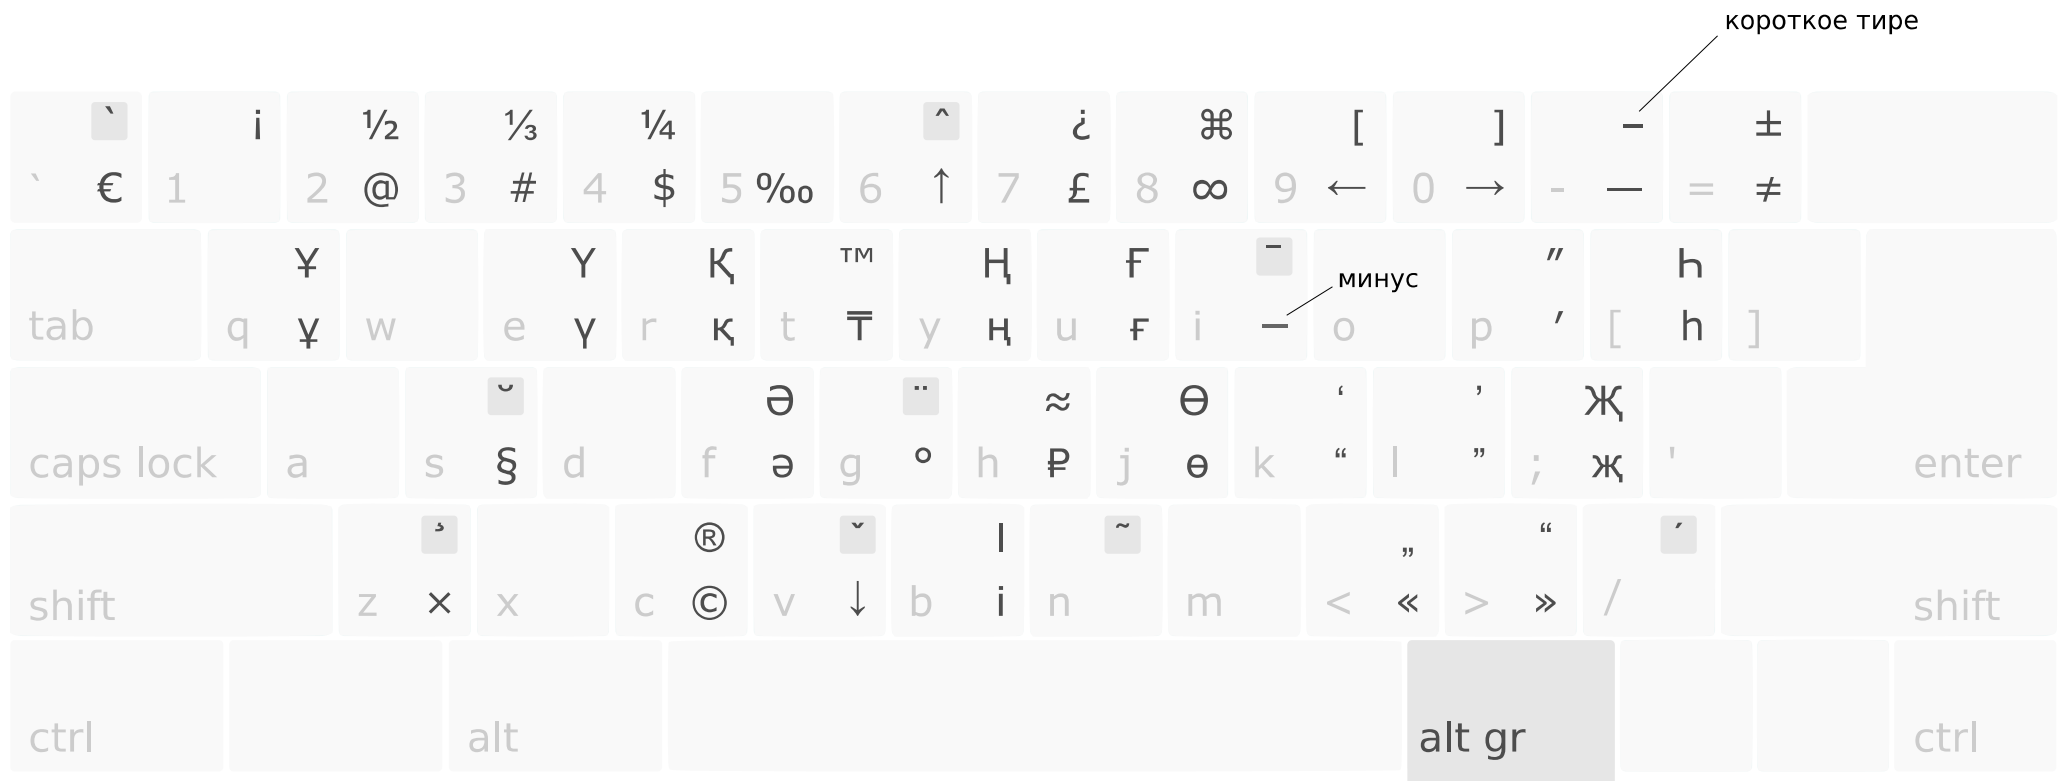 короткое тире
` ¡ ½ ⅓ ¼ ˆ ¿ ⌘ [ ] – ±
` € 1 2 @ 3 # 4 $ 5 ‰ 6 ↑ 7 £ 8 ∞ 9 ← 0 → - — = ≠
Ұ Ү Қ ™ Ң Ғ ¯ ″ Һ
минус
tab q ұ w e ү r қ t ₸ y ң u ғ i − o p ′ [ һ ]
˘ Ә ¨ ≈ Ө ‘ ’ Җ
caps lock a s § d f ә g ° h ₽ j ө k “ l ” ; җ ' enter
¸ ® ˇ І ˜ „ “ ´
shift z × x c © v ↓ b і n m < « > » / shift
ctrl alt alt gr ctrl